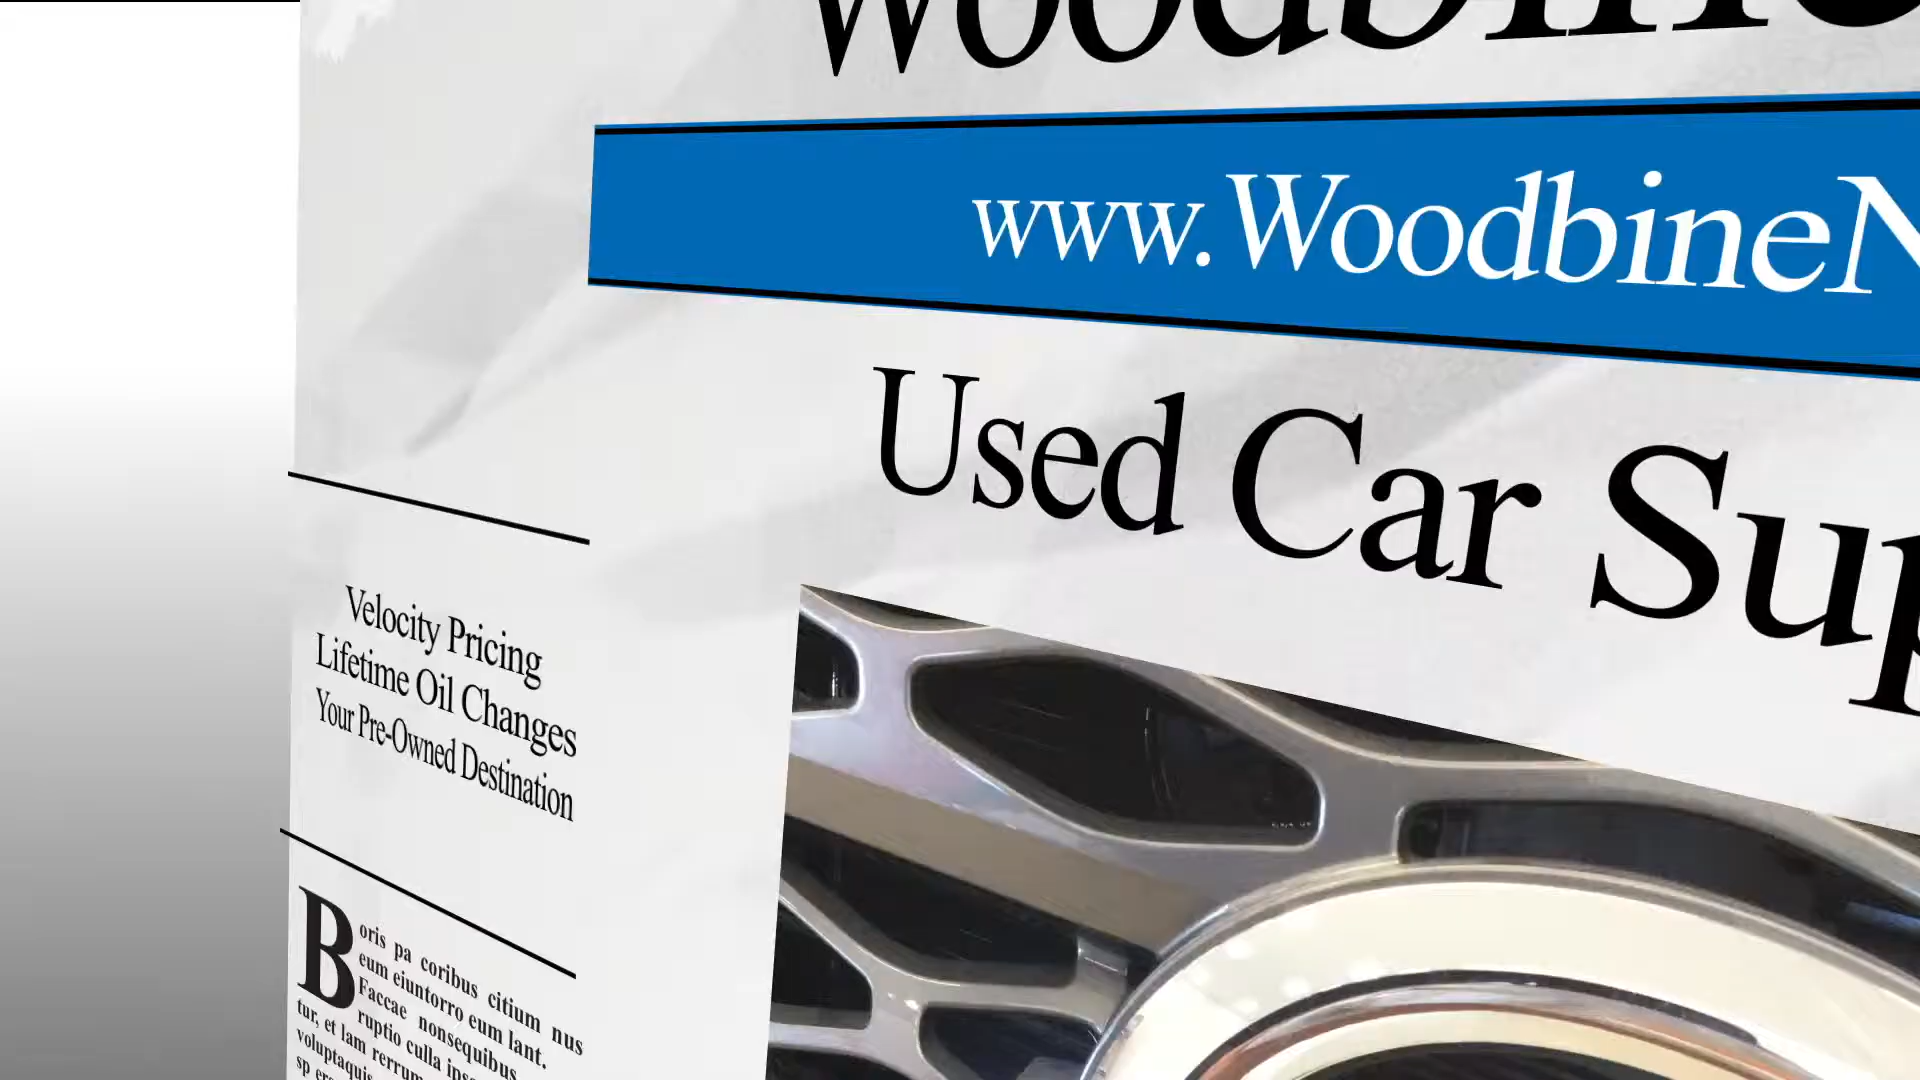 Woodbine
www.WoodbineN
Used Car Sup
Velocity Pricing
Lifetime Oil Changes
Your Pre-Owned Destination
Boris pa coribus citium nus
eum eiuntorro eum lant.
Faccae nonsequibus
ruptio culla
tur, et lam rerrum
voluptaquis
sp